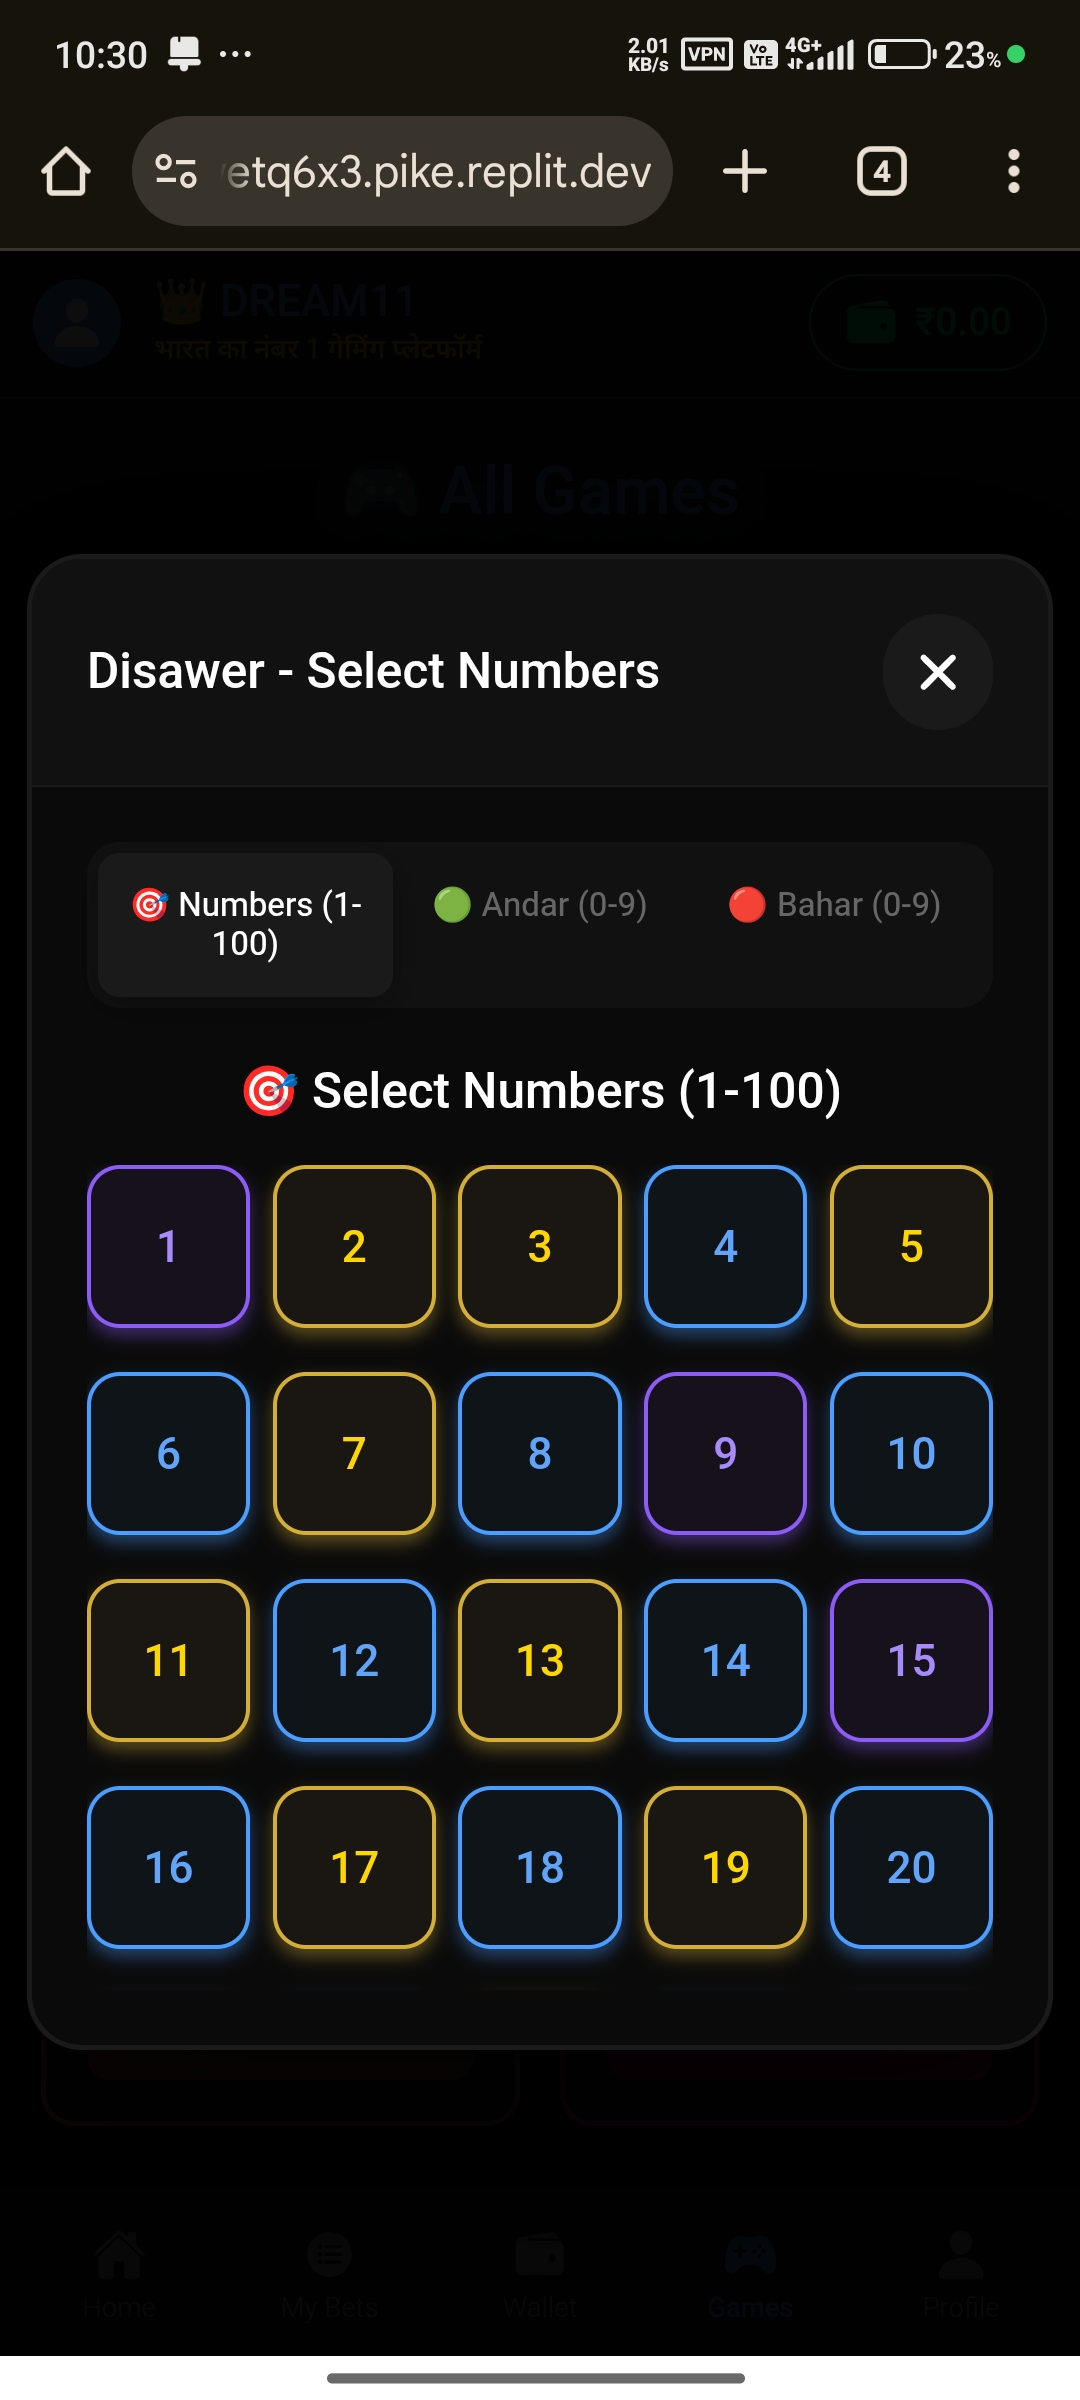 10:30
2.01
KB/s
VPN
Vo
LTE
4G+
23%
etq6x3.pike.replit.dev
4
DREAM11
भारत का नंबर 1 गेमिंग प्लेटफॉर्म
₹0.00
All Games
Disawer - Select Numbers
Numbers (1-
100)
Andar (0-9)
Bahar (0-9)
Select Numbers (1-100)
1 2 3 4 5
6 7 8 9 10
11 12 13 14 15
16 17 18 19 20
Home My Bets Wallet Games Profile